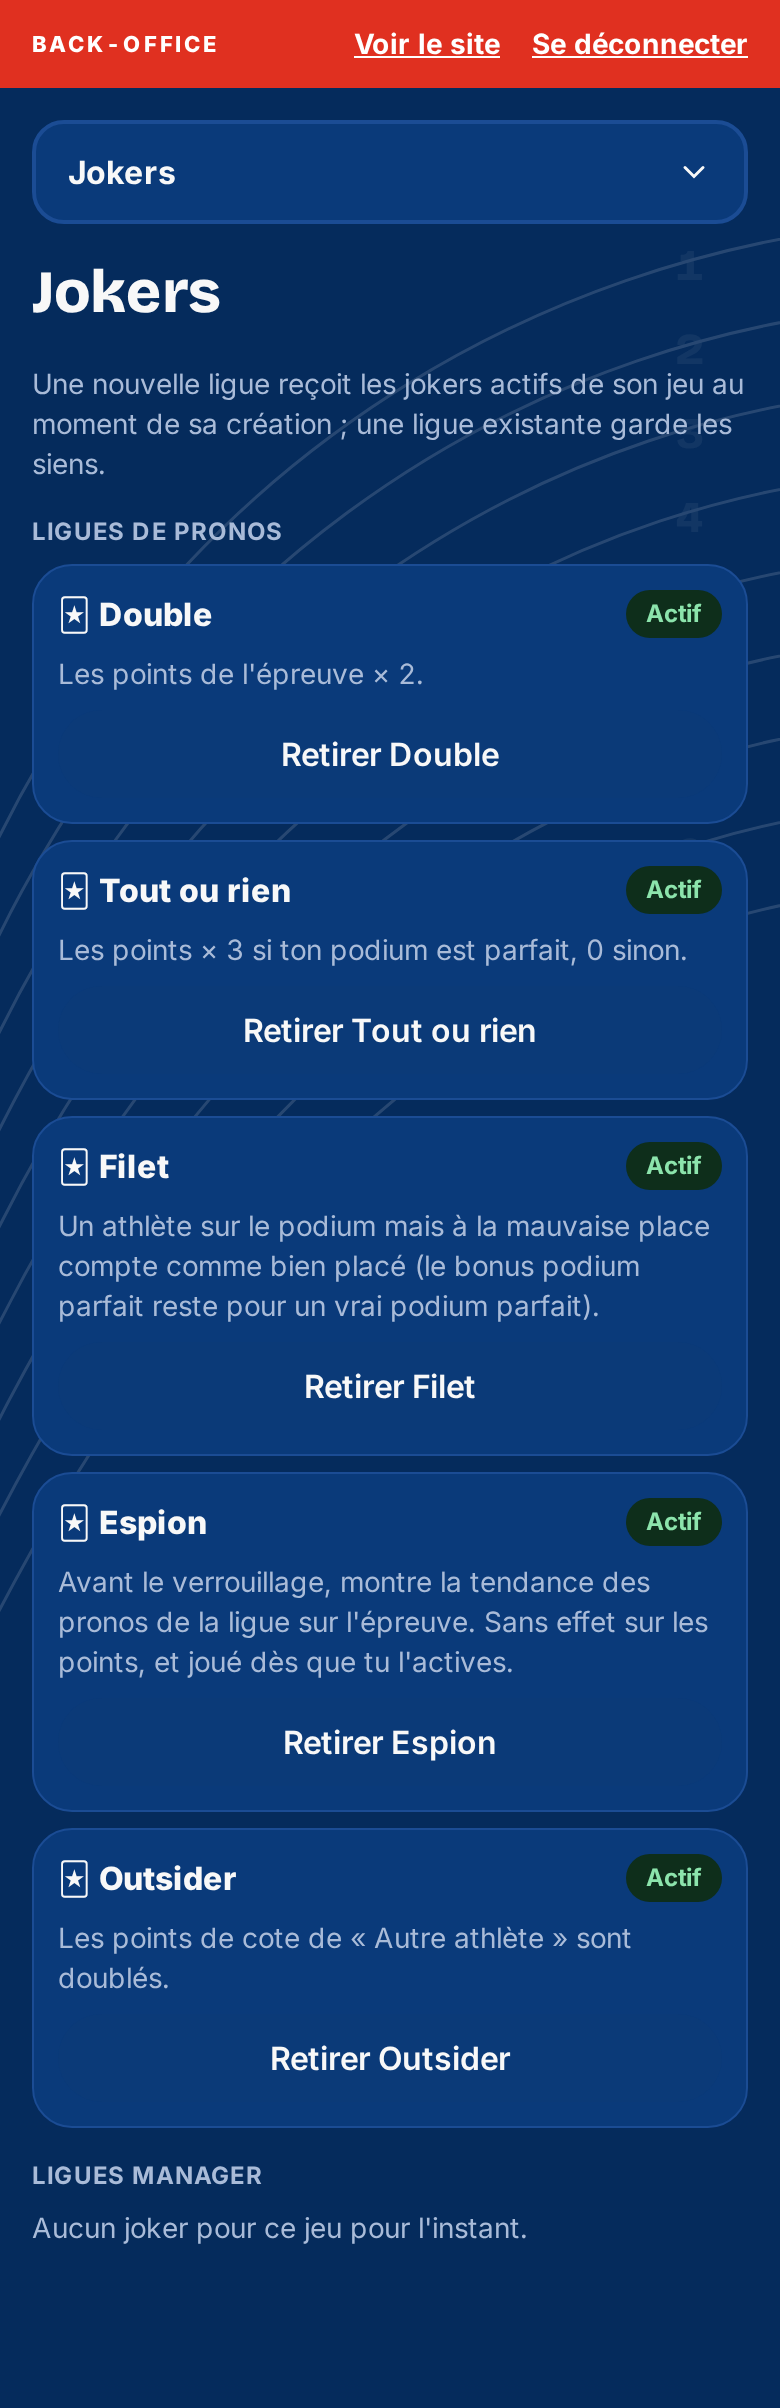 BACK-OFFICE
Voir le site
Se déconnecter
Jokers
Jokers
1
2
3
4
Une nouvelle ligue reçoit les jokers actifs de son jeu au
moment de sa création ; une ligue existante garde les
siens.
LIGUES DE PRONOS
Double
Actif
Les points de l'épreuve × 2.
Retirer Double
Tout ou rien
Actif
Les points × 3 si ton podium est parfait, 0 sinon.
Retirer Tout ou rien
Filet
Actif
Un athlète sur le podium mais à la mauvaise place
compte comme bien placé (le bonus podium
parfait reste pour un vrai podium parfait).
Retirer Filet
Espion
Actif
Avant le verrouillage, montre la tendance des
pronos de la ligue sur l'épreuve. Sans effet sur les
points, et joué dès que tu l'actives.
Retirer Espion
Outsider
Actif
Les points de cote de « Autre athlète » sont
doublés.
Retirer Outsider
LIGUES MANAGER
Aucun joker pour ce jeu pour l'instant.